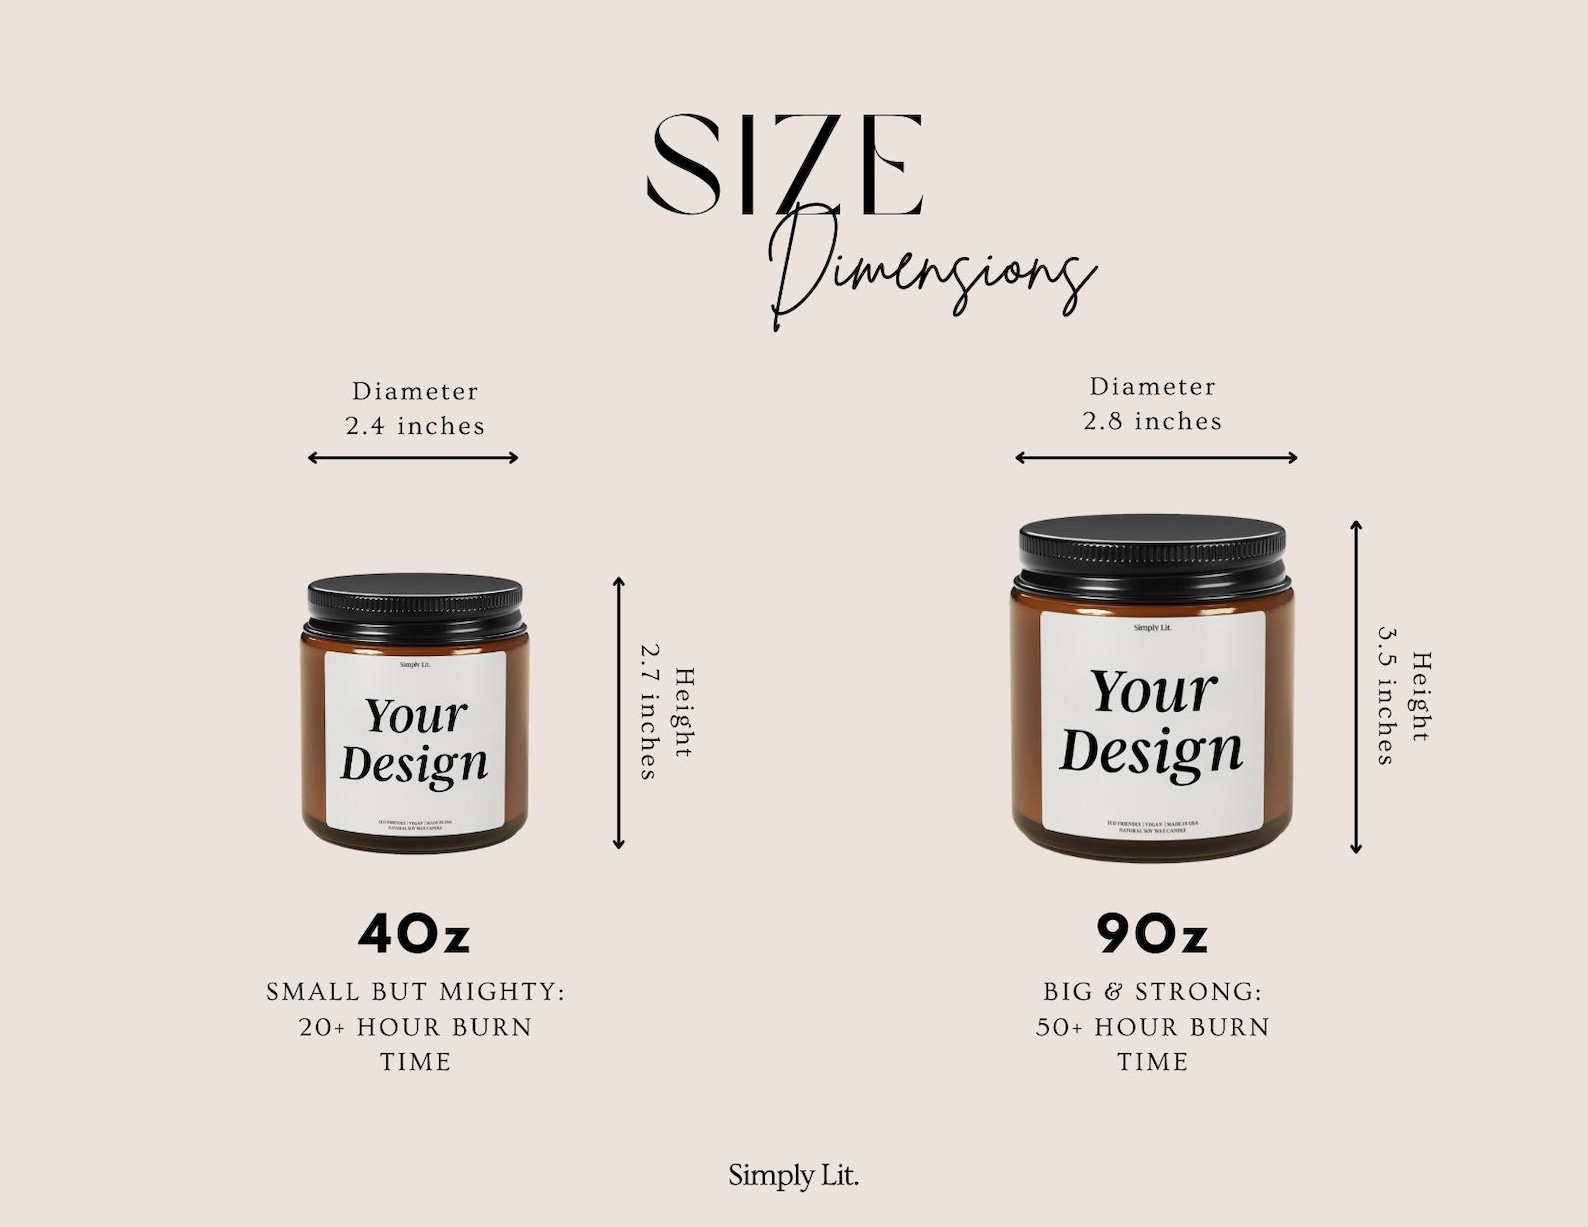 SIZE
Dimensions
Diameter
2.4 inches
Height
2.7 inches
Simply Lit.
Your
Design
ECO FRIENDLY | VEGAN | MADE IN USA
NATURAL SOY WAX CANDLE
4Oz
SMALL BUT MIGHTY:
20+ HOUR BURN
TIME
Diameter
2.8 inches
Height
3.5 inches
Simply Lit.
Your
Design
ECO FRIENDLY | VEGAN | MADE IN USA
NATURAL SOY WAX CANDLE
9Oz
BIG & STRONG:
50+ HOUR BURN
TIME
Simply Lit.